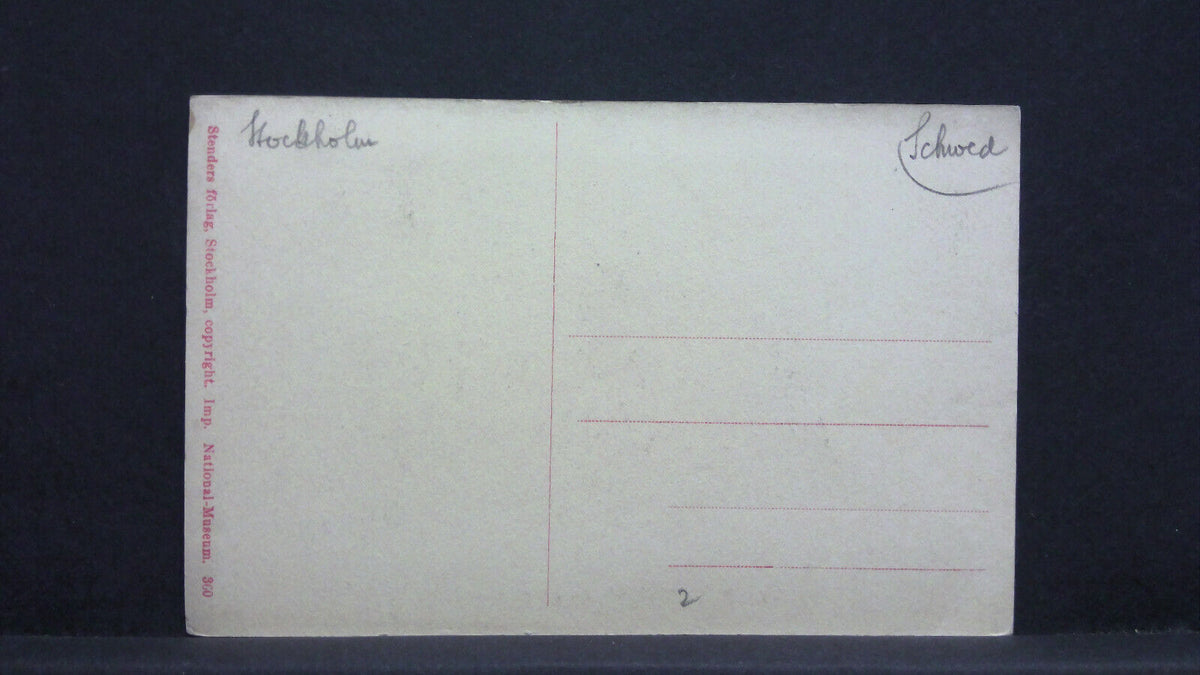 Stockholm
Schwed
Stenders förlag, Stockholm, copyright. Imp. National-Museum. 360
2